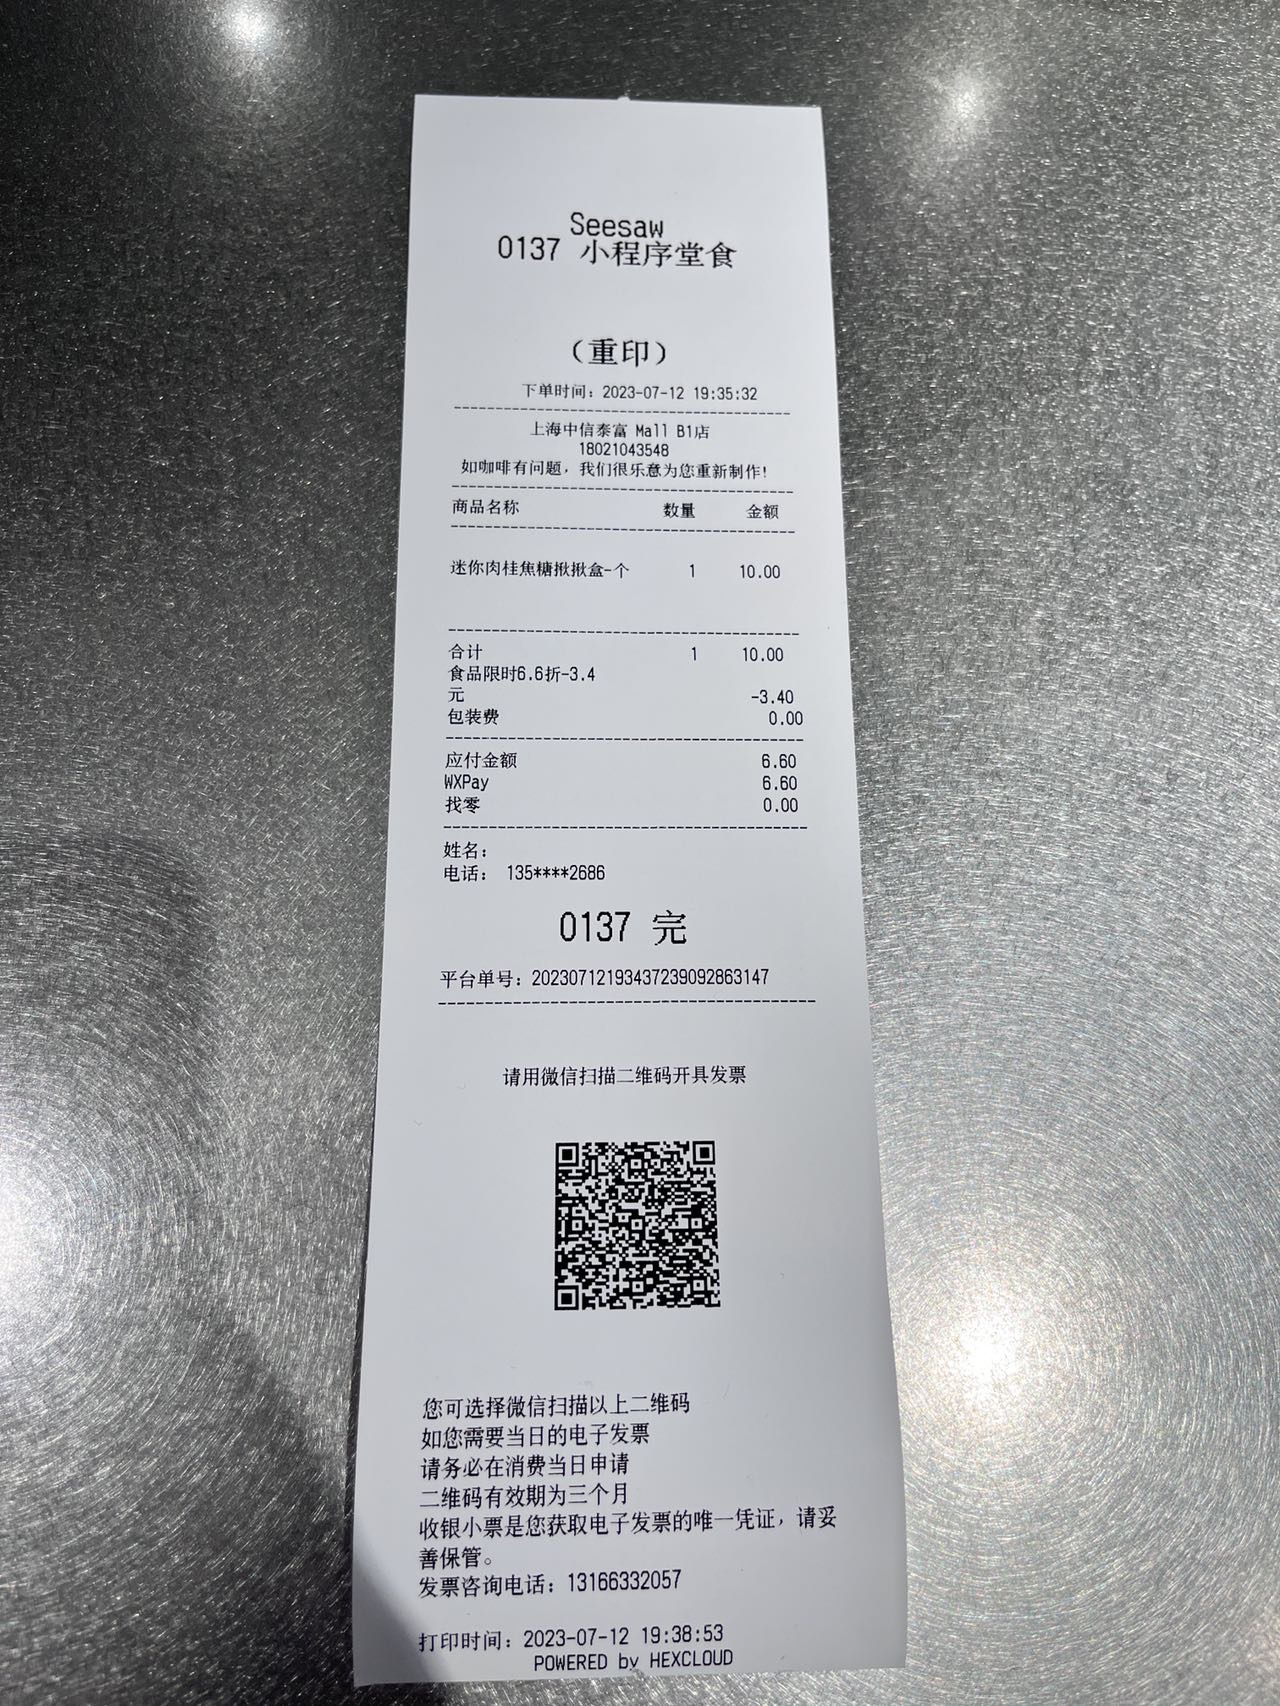 Seesaw
0137 小程序堂食
（重印）
下单时间：2023-07-12 19:35:32
上海中信泰富 Mall B1店
18021043548
如咖啡有问题，我们很乐意为您重新制作!
商品名称 数量 金额
迷你肉桂焦糖揪揪盒-个 1 10.00
合计 1 10.00
食品限时6.6折-3.4
元 -3.40
包装费 0.00
应付金额 6.60
WXPay 6.60
找零 0.00
姓名：
电话： 135****2686
0137 完
平台单号：20230712193437239092863147
请用微信扫描二维码开具发票
您可选择微信扫描以上二维码
如您需要当日的电子发票
请务必在消费当日申请
二维码有效期为三个月
收银小票是您获取电子发票的唯一凭证，请妥
善保管。
发票咨询电话：13166332057
打印时间：2023-07-12 19:38:53
POWERED by HEXCLOUD